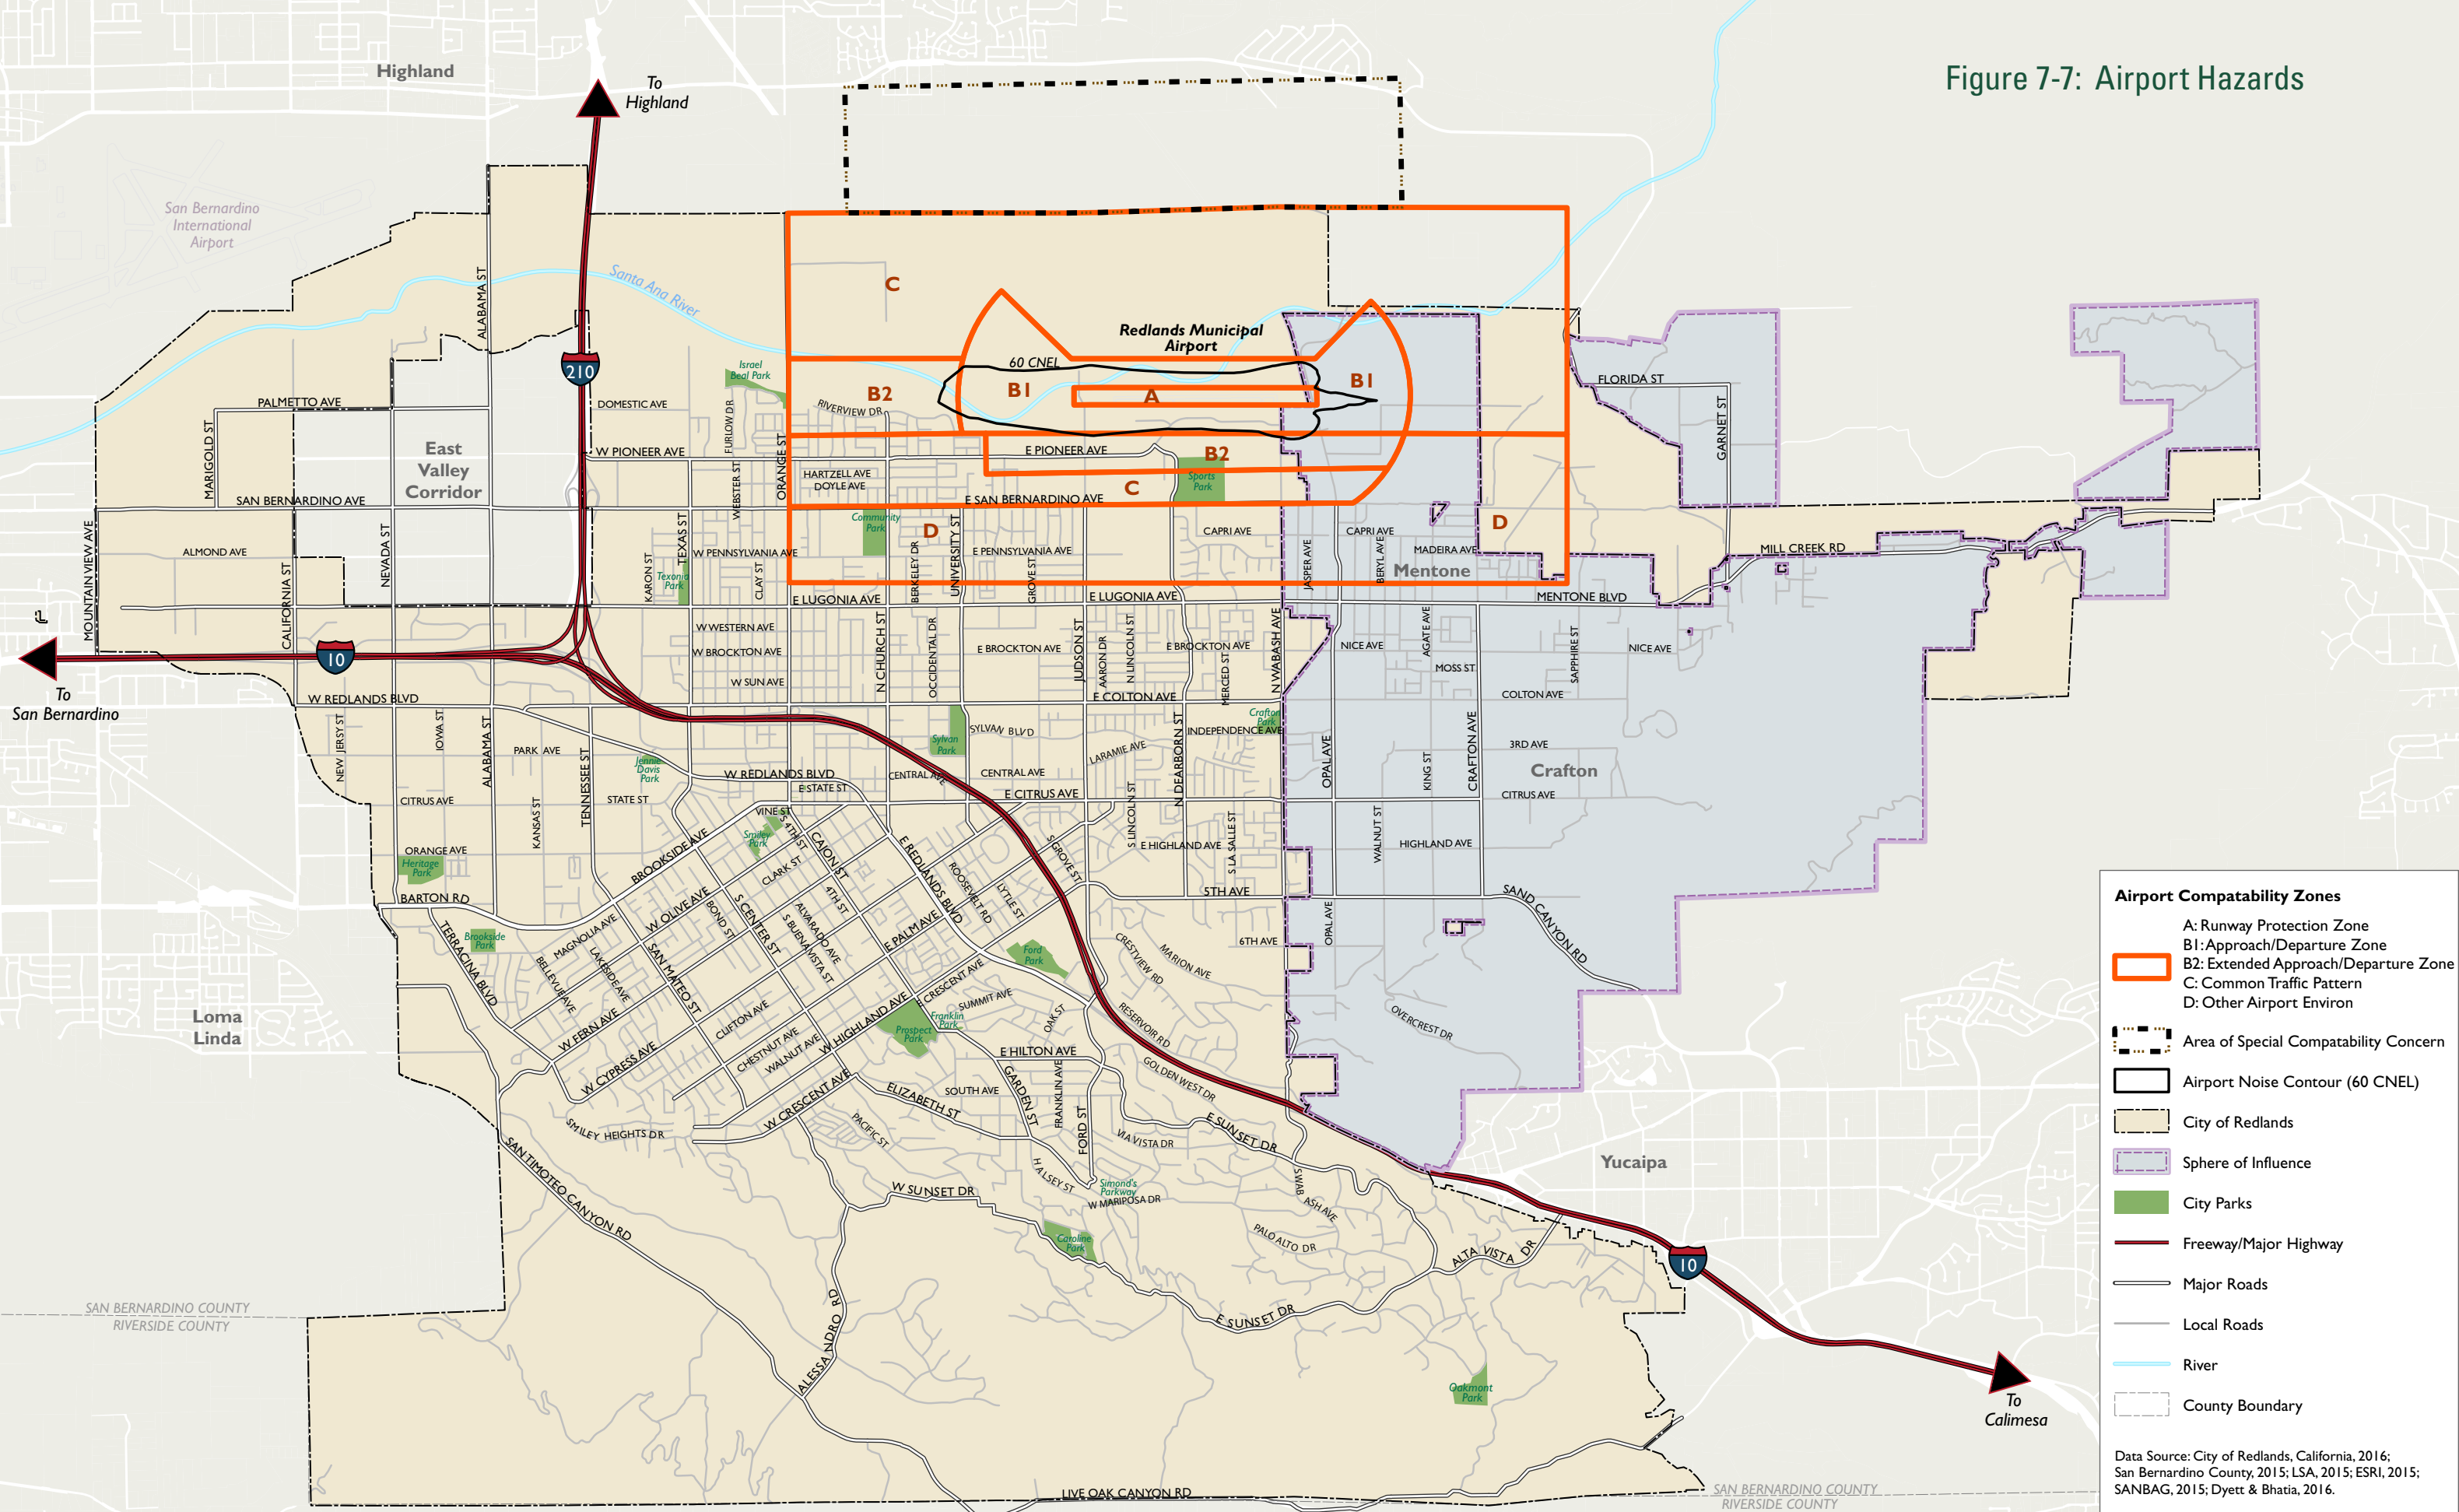 Figure 7-7: Airport Hazards
Highland
To
Highland
San Bernardino
International
Airport
Santa Ana River
ALABAMA ST
210
C
Redlands Municipal
Airport
60 CNEL
B2
B1
A
B1
Israel
Beal Park
RIVERVIEW DR
DOMESTIC AVE
FURLOW DR
PALMETTO AVE
MARIGOLD ST
East
Valley
Corridor
FLORIDA ST
GARNET ST
W PIONEER AVE
E PIONEER AVE
B2
ORANGE ST
WEBSTER ST
HARTZELL AVE
DOYLE AVE
C
Sports
Park
SAN BERNARDINO AVE
E SAN BERNARDINO AVE
MOUNTAIN VIEW AVE
NEVADA ST
TEXAS ST
Community
Park
D
UNIVERSITY ST
CAPRI AVE
CAPRI AVE
D
ALMOND AVE
W PENNSYLVANIA AVE
E PENNSYLVANIA AVE
MADEIRA AVE
MILL CREEK RD
Mentone
KARON ST
Texonia
Park
CLAY ST
BERKELEY DR
GROVE ST
JASPER AVE
BERYL AVE
CALIFORNIA ST
E LUGONIA AVE
E LUGONIA AVE
MENTONE BLVD
W WESTERN AVE
W BROCKTON AVE
W SUN AVE
N CHURCH ST
OCCIDENTAL DR
E BROCKTON AVE
JUDSON ST
AARON DR
N LINCOLN ST
E BROCKTON AVE
MERCED ST
N WABASH AVE
NICE AVE
AGATE AVE
MOSS ST
SAPPHIRE ST
NICE AVE
10
To
San Bernardino
W REDLANDS BLVD
E COLTON AVE
COLTON AVE
NEW JERSY ST
IOWA ST
ALABAMA ST
PARK AVE
TENNESSEE ST
Jennie
Davis
Park
Sylvan
Park
SYLVAN BLVD
LARAMIE AVE
N DEARBORN ST
Crafton
Park
INDEPENDENCE AVE
OPAL AVE
KING ST
CRAFTON AVE
3RD AVE
Crafton
W REDLANDS BLVD
E STATE ST
CENTRAL AVE
CENTRAL AVE
CITRUS AVE
KANSAS ST
STATE ST
VINE ST
E CITRUS AVE
CITRUS AVE
Smiley
Park
S 4TH ST
CAJON ST
S LINCOLN ST
S LA SALLE ST
WALNUT ST
ORANGE AVE
Heritage
Park
BROOKSIDE AVE
CLARK ST
4TH ST
E REDLANDS BLVD
ROOSEVELT RD
LYTLE ST
S GROVE ST
E HIGHLAND AVE
HIGHLAND AVE
BARTON RD
5TH AVE
SAND CANYON RD
TERRACINA BLVD
Brookside
Park
MAGNOLIA AVE
W OLIVE AVE
BOND ST
S CENTER ST
ALVARADO AVE
S BUENA VISTA ST
E PALM AVE
BELLEVUE AVE
LAKESIDE AVE
SAN MATEO ST
Ford
Park
CRESTVIEW RD
MARION AVE
6TH AVE
OPAL AVE
Loma
Linda
W FERN AVE
W CYPRESS AVE
CLIFTON AVE
CHESTNUT AVE
WALNUT AVE
W HIGHLAND AVE
E CRESCENT AVE
SUMMIT AVE
Franklin
Park
Prospect
Park
OAK ST
RESERVOIR RD
OVERCREST DR
E HILTON AVE
GOLDEN WEST DR
W CRESCENT AVE
ELIZABETH ST
SOUTH AVE
GARDEN ST
FRANKLIN AVE
FORD ST
SMILEY HEIGHTS DR
PACIFIC ST
VIA VISTA DR
E SUNSET DR
Yucaipa
SAN TIMOTEO CANYON RD
HALSEY ST
W SUNSET DR
Simond's
Parkway
W MARIPOSA DR
SWAB
ASH AVE
Caroline
Park
PALO ALTO DR
ALTA VISTA DR
10
SAN BERNARDINO COUNTY
RIVERSIDE COUNTY
ALESSANDRO RD
E SUNSET DR
Oakmont
Park
To
Calimesa
LIVE OAK CANYON RD
SAN BERNARDINO COUNTY
RIVERSIDE COUNTY
Airport Compatability Zones
A: Runway Protection Zone
B1: Approach/Departure Zone
B2: Extended Approach/Departure Zone
C: Common Traffic Pattern
D: Other Airport Environ
Area of Special Compatability Concern
Airport Noise Contour (60 CNEL)
City of Redlands
Sphere of Influence
City Parks
Freeway/Major Highway
Major Roads
Local Roads
River
County Boundary
Data Source: City of Redlands, California, 2016;
San Bernardino County, 2015; LSA, 2015; ESRI, 2015;
SANBAG, 2015; Dyett & Bhatia, 2016.